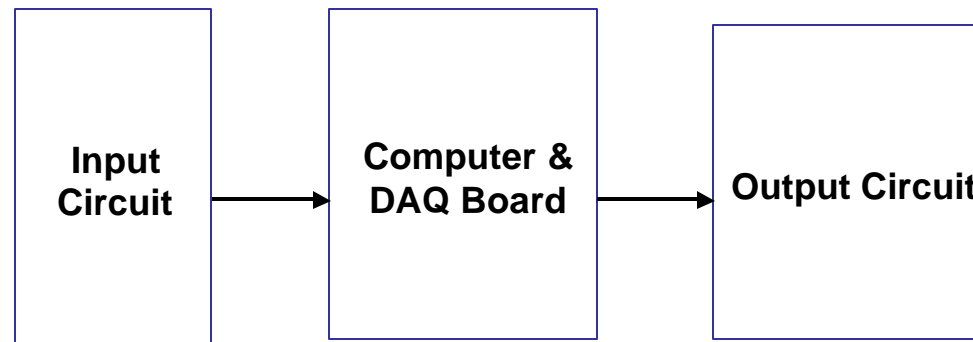 Input
Circuit
Computer &
DAQ Board
Output Circuit